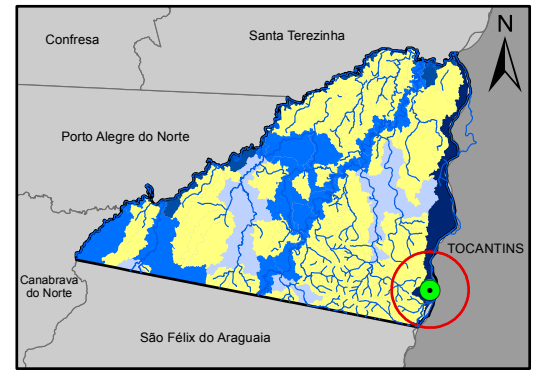 N
Confresa
Santa Terezinha
Porto Alegre do Norte
TOCANTINS
Canabrava
do Norte
São Félix do Araguaia